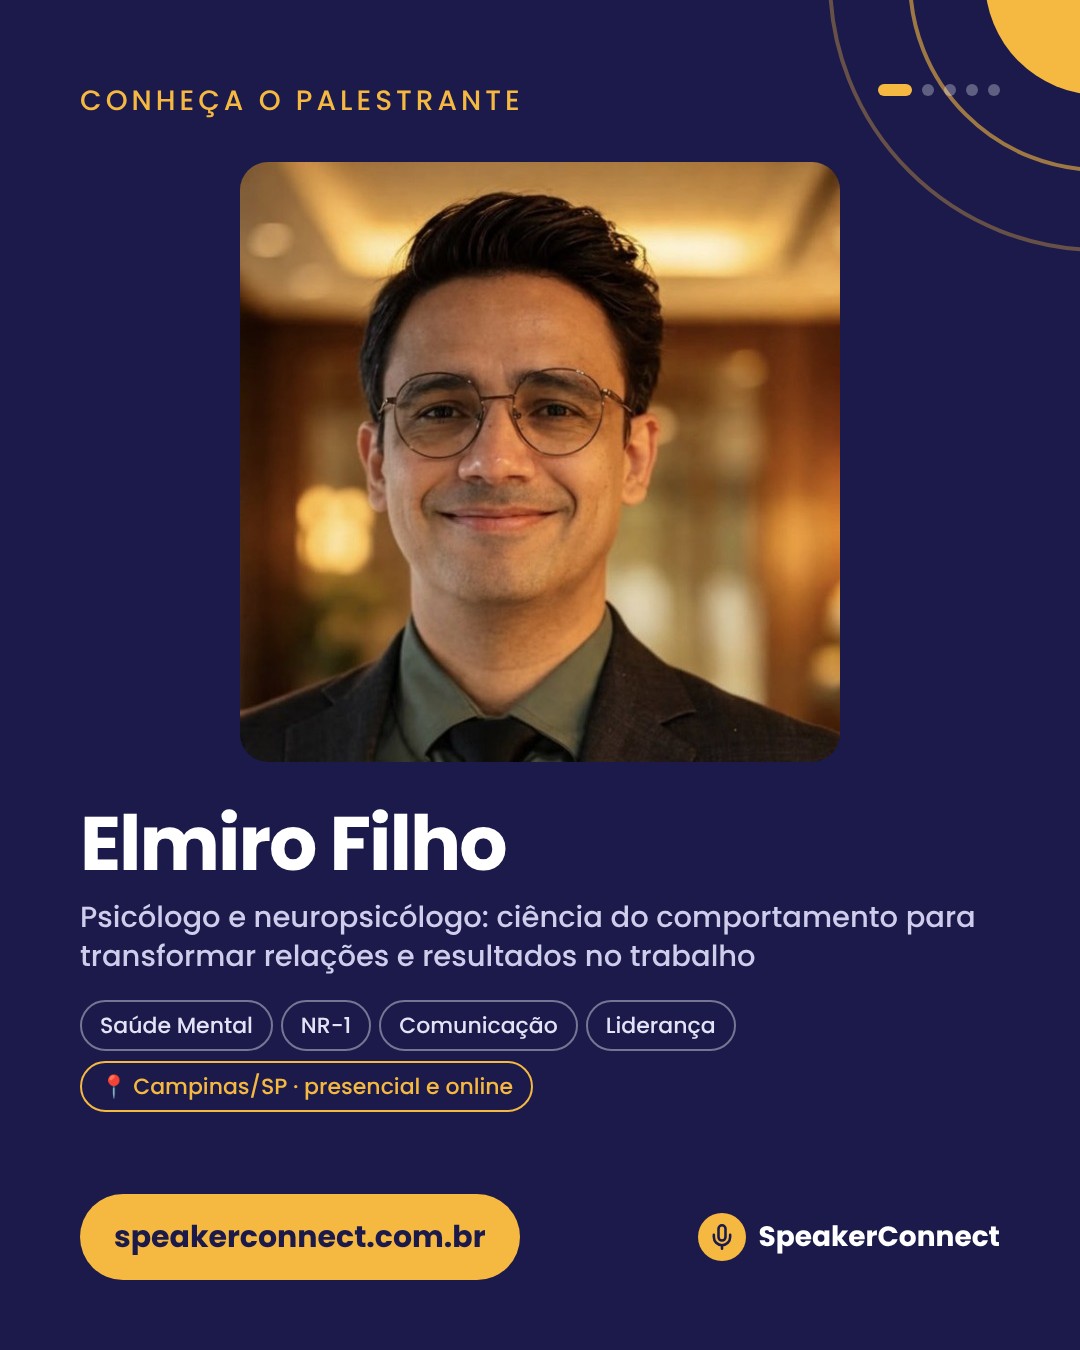 CONHEÇA O PALESTRANTE
Elmiro Filho
Psicólogo e neuropsicólogo: ciência do comportamento para
transformar relações e resultados no trabalho
Saúde Mental NR-1 Comunicação Liderança
📍 Campinas/SP · presencial e online
speakerconnect.com.br SpeakerConnect